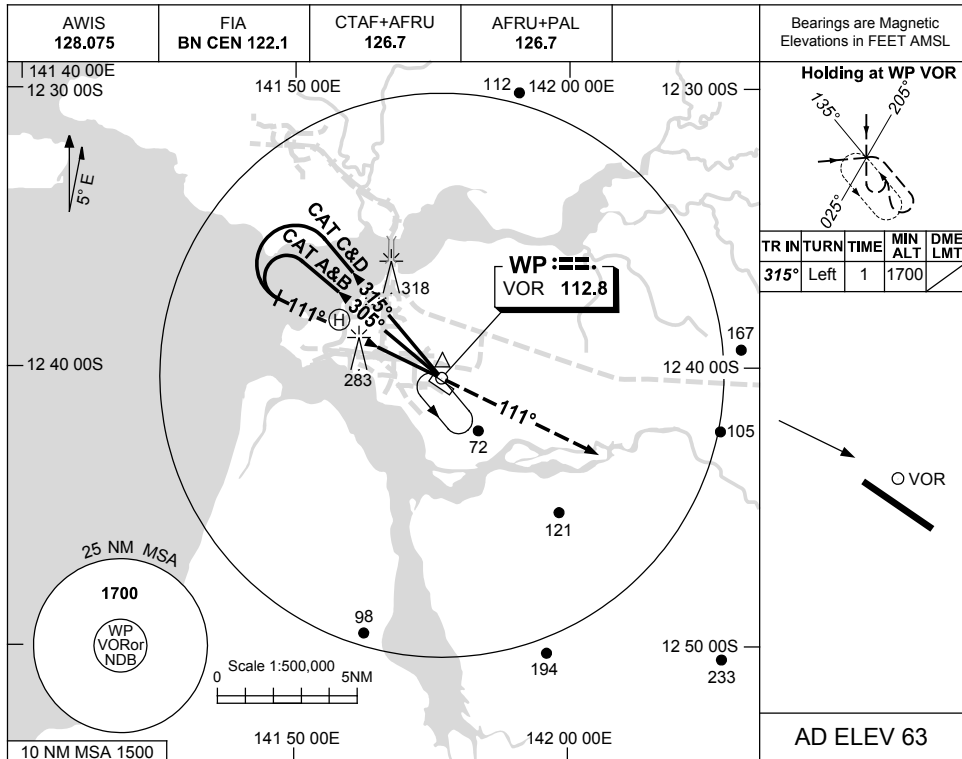 AWIS
128.075
FIA
BN CEN 122.1
CTAF+AFRU
126.7
AFRU+PAL
126.7
Bearings are Magnetic
Elevations in FEET AMSL
141 40 00E
12 30 00S
141 50 00E
112
142 00 00E
12 30 00S
Holding at WP VOR
135°
205°
025°
5° E
TR IN
TURN
TIME
MIN ALT
DME LMT
315°
Left
1
1700
CAT C&D
315°
CAT A&B
305°
318
WP
VOR 112.8
111°
H
283
167
12 40 00S
12 40 00S
111°
105
72
VOR
121
25 NM MSA
1700
WP
VORor
NDB
98
194
12 50 00S
233
Scale 1:500,000
0
5NM
141 50 00E
142 00 00E
10 NM MSA 1500
AD ELEV 63